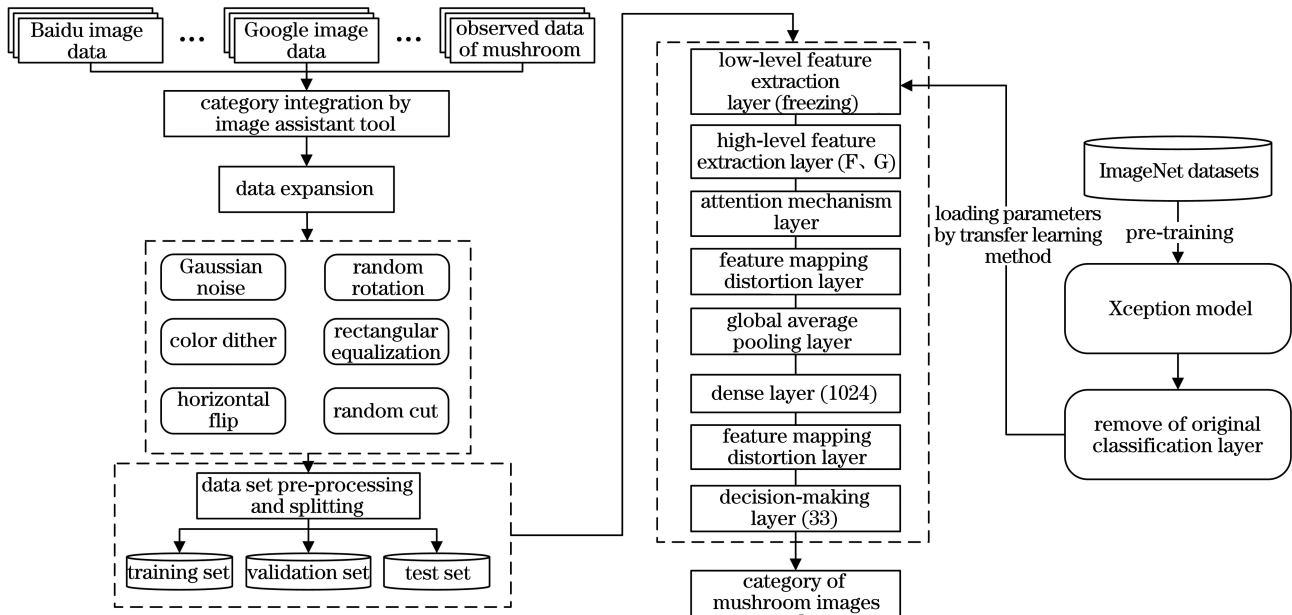 Baidu image
data
...
Google image
data
...
observed data
of mushroom
category integration by
image assistant tool
data expansion
Gaussian
noise
random
rotation
color dither
rectangular
equalization
horizontal
flip
random cut
data set pre-processing
and splitting
training set
validation set
test set
low-level feature
extraction
layer (freezing)
high-level feature
extraction layer (F、G)
attention mechanism
layer
feature mapping
distortion layer
global average
pooling layer
dense layer (1024)
feature mapping
distortion layer
decision-making
layer (33)
category of
mushroom images
loading parameters
by transfer learning
method
ImageNet datasets
pre-training
Xception model
remove of original
classification layer